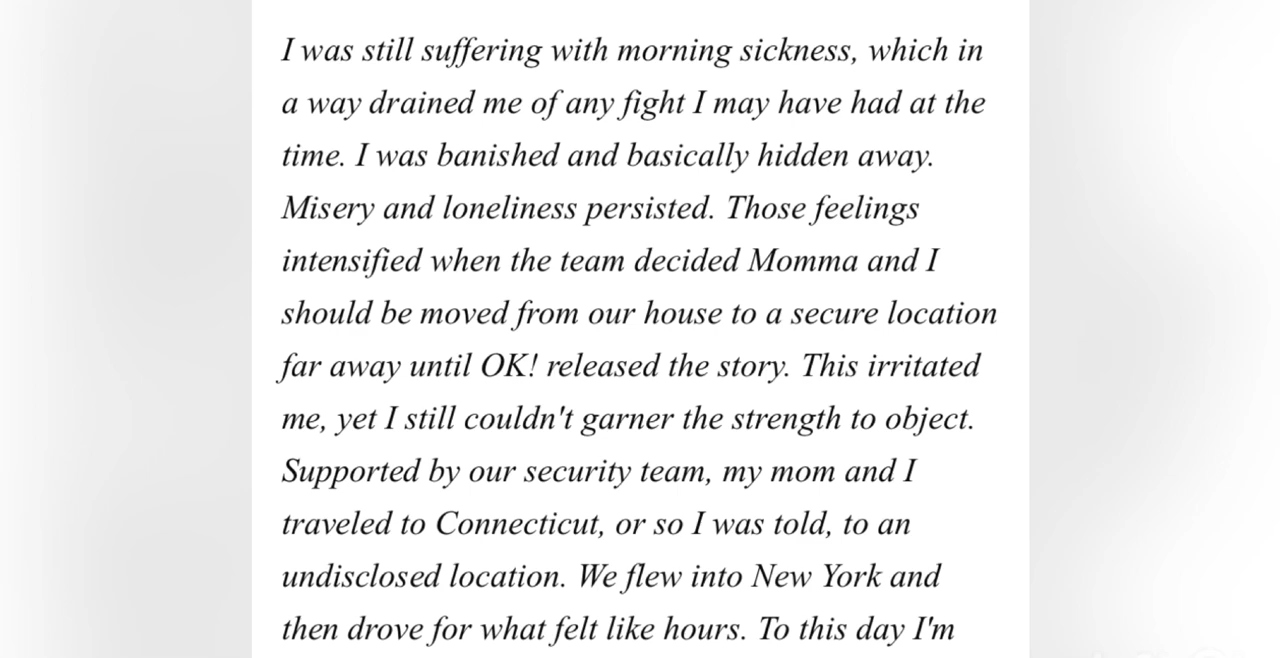 I was still suffering with morning sickness, which in
a way drained me of any fight I may have had at the
time. I was banished and basically hidden away.
Misery and loneliness persisted. Those feelings
intensified when the team decided Momma and I
should be moved from our house to a secure location
far away until OK! released the story. This irritated
me, yet I still couldn't garner the strength to object.
Supported by our security team, my mom and I
traveled to Connecticut, or so I was told, to an
undisclosed location. We flew into New York and
then drove for what felt like hours. To this day I'm